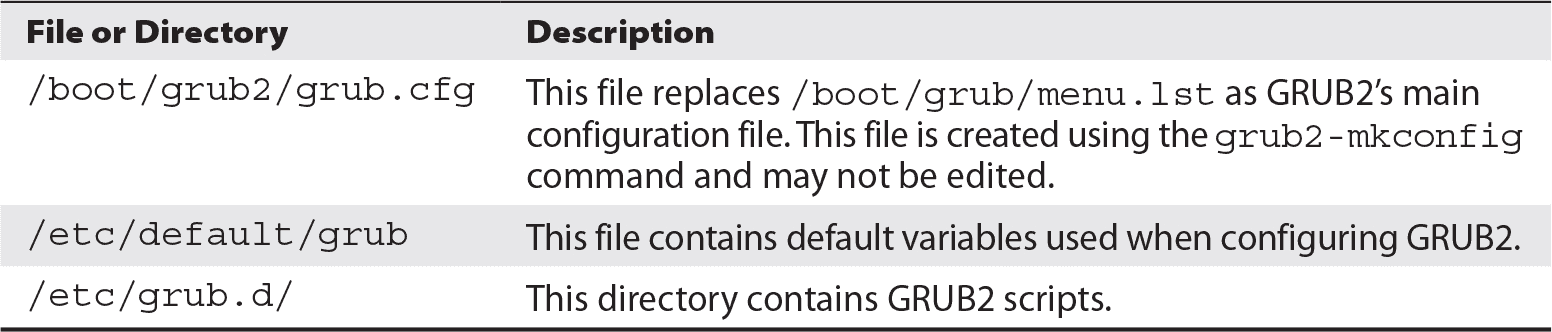 File or Directory Description
/boot/grub2/grub.cfg This file replaces /boot/grub/menu.lst as GRUB2’s main
configuration file. This file is created using the grub2-mkconfig
command and may not be edited.
/etc/default/grub This file contains default variables used when configuring GRUB2.
/etc/grub.d/ This directory contains GRUB2 scripts.